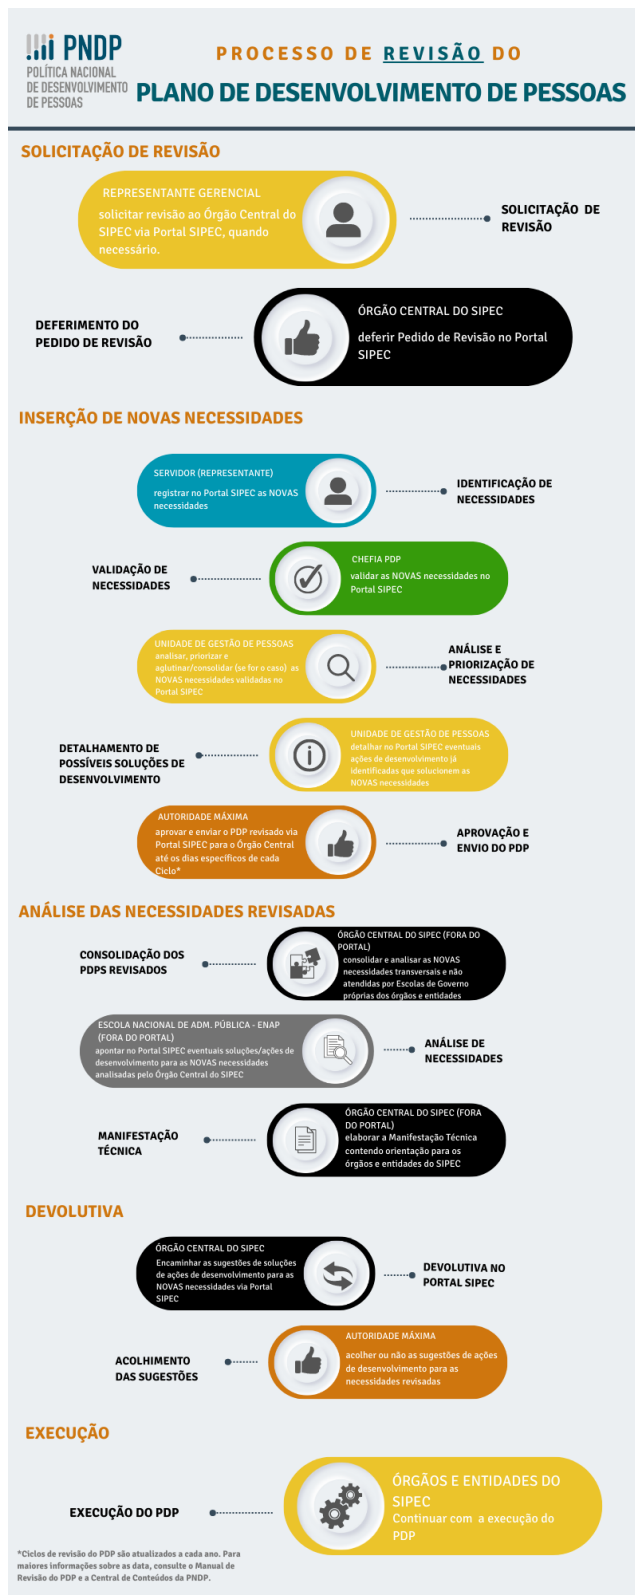 PNDP
POLÍTICA NACIONAL
DE DESENVOLVIMENTO
DE PESSOAS
PROCESSO DE REVISÃO DO
PLANO DE DESENVOLVIMENTO DE PESSOAS
SOLICITAÇÃO DE REVISÃO
REPRESENTANTE GERENCIAL
solicitar revisão ao Órgão Central do
SIPEC via Portal SIPEC, quando
necessário.
SOLICITAÇÃO DE
REVISÃO
DEFERIMENTO DO
PEDIDO DE REVISÃO
ÓRGÃO CENTRAL DO SIPEC
deferir Pedido de Revisão no Portal
SIPEC
INSERÇÃO DE NOVAS NECESSIDADES
SERVIDOR (REPRESENTANTE)
registrar no Portal SIPEC as NOVAS
necessidades
IDENTIFICAÇÃO DE
NECESSIDADES
VALIDAÇÃO DE
NECESSIDADES
CHEFIA PDP
validar as NOVAS necessidades no
Portal SIPEC
UNIDADE DE GESTÃO DE PESSOAS
analisar, priorizar e
aglutinar/consolidar (se for o caso) as
NOVAS necessidades validadas no
Portal SIPEC
ANÁLISE E
PRIORIZAÇÃO DE
NECESSIDADES
DETALHAMENTO DE
POSSÍVEIS SOLUÇÕES DE
DESENVOLVIMENTO
UNIDADE DE GESTÃO DE PESSOAS
detalhar no Portal SIPEC eventuais
ações de desenvolvimento já
identificadas que solucionem as
NOVAS necessidades
AUTORIDADE MÁXIMA
aprovar e enviar o PDP revisado via
Portal SIPEC para o Órgão Central
até os dias específicos de cada
Ciclo*
APROVAÇÃO E
ENVIO DO PDP
ANÁLISE DAS NECESSIDADES REVISADAS
CONSOLIDAÇÃO DOS
PDPS REVISADOS
ÓRGÃO CENTRAL DO SIPEC (FORA DO
PORTAL)
consolidar e analisar as NOVAS
necessidades transversais e não
atendidas por Escolas de Governo
próprias dos órgãos e entidades
ESCOLA NACIONAL DE ADM. PÚBLICA - ENAP
(FORA DO PORTAL)
apontar no Portal SIPEC eventuais soluções/ações de
desenvolvimento para as NOVAS necessidades
analisadas pelo Órgão Central do SIPEC
ANÁLISE DE
NECESSIDADES
MANIFESTAÇÃO
TÉCNICA
ÓRGÃO CENTRAL DO SIPEC (FORA
DO PORTAL)
elaborar a Manifestação Técnica
contendo orientação para os
órgãos e entidades do SIPEC
DEVOLUTIVA
ÓRGÃO CENTRAL DO SIPEC
Encaminhar as sugestões de soluções
de ações de desenvolvimento para as
NOVAS necessidades via Portal
SIPEC
DEVOLUTIVA NO
PORTAL SIPEC
ACOLHIMENTO
DAS SUGESTÕES
AUTORIDADE MÁXIMA
acolher ou não as sugestões de ações
de desenvolvimento para as
necessidades revisadas
EXECUÇÃO
EXECUÇÃO DO PDP
ÓRGÃOS E ENTIDADES DO
SIPEC
Continuar com a execução do
PDP
*Ciclos de revisão do PDP são atualizados a cada ano. Para
maiores informações sobre as data, consulte o Manual de
Revisão do PDP e a Central de Conteúdos da PNDP.